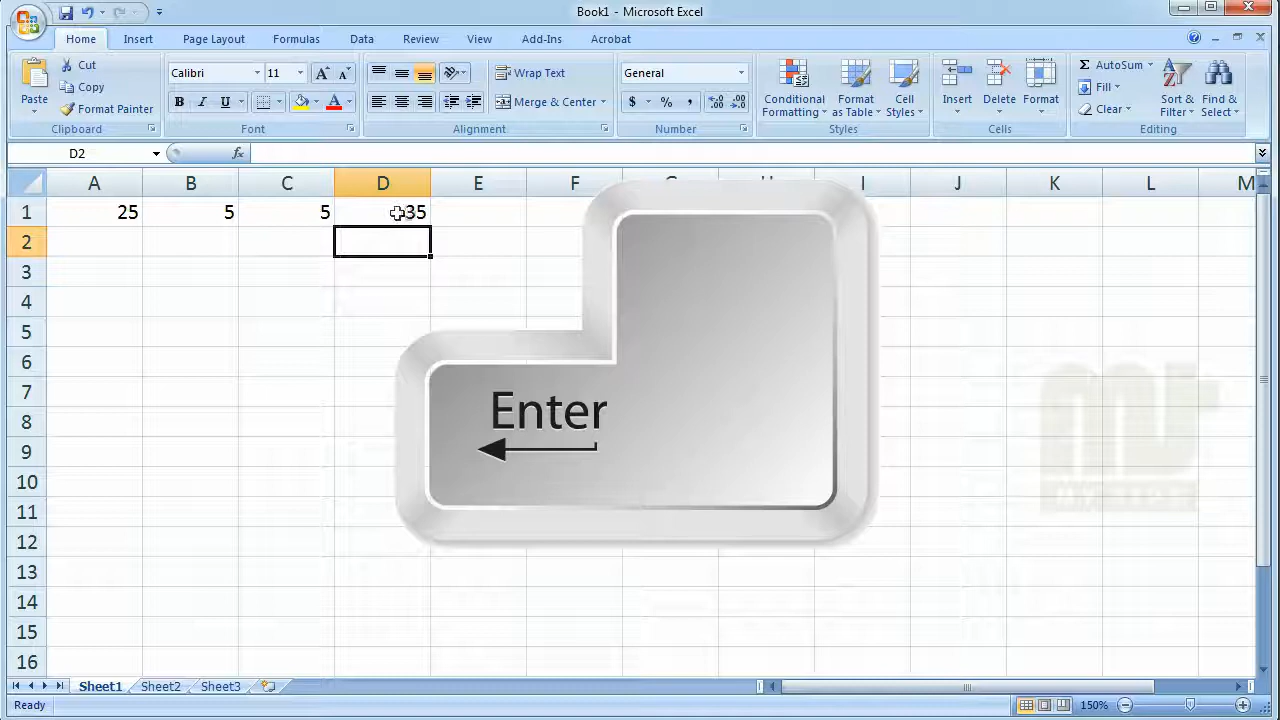 Book1 - Microsoft Excel
Home Insert Page Layout Formulas Data Review View Add-Ins Acrobat
Paste
Cut
Copy
Format Painter
Clipboard
Calibri 11
B I U
Font
Wrap Text
Merge & Center
Alignment
General
$ % ,
Number
Conditional Formatting
Format as Table
Cell Styles
Styles
Insert
Delete
Format
Cells
AutoSum
Fill
Clear
Sort & Filter
Find & Select
Editing
D2 fx
A B C D E F I J K L M
1 25 5 5 35
2
3
4
5
6
7
8
9
10
11
12
13
14
15
16
Enter
Sheet1 Sheet2 Sheet3
Ready 150%